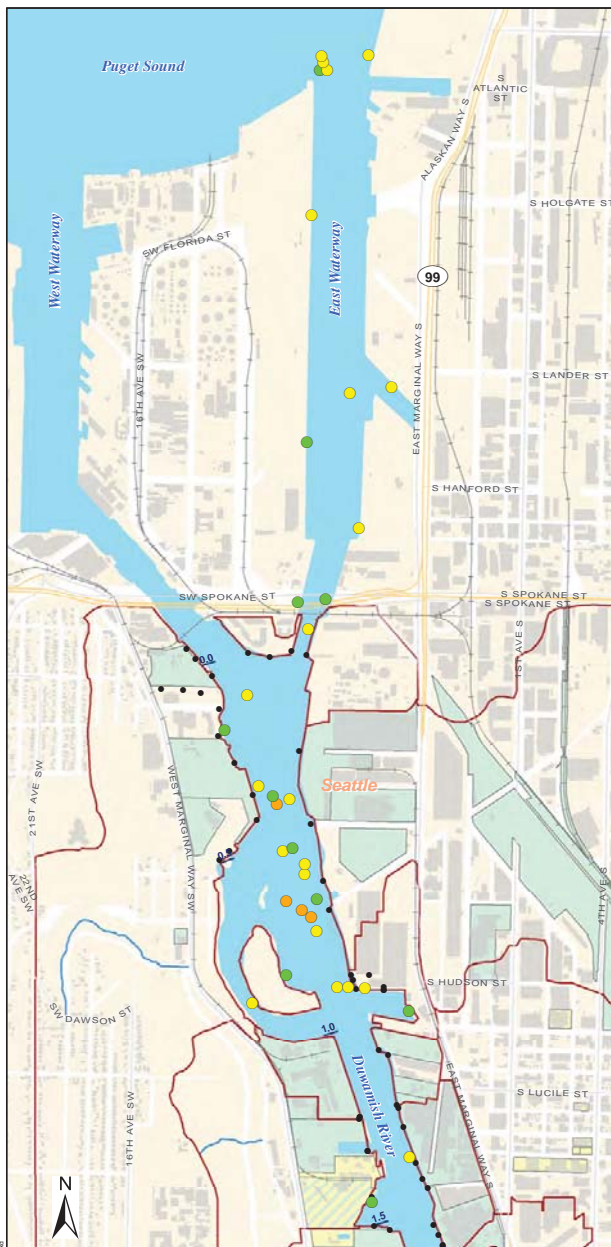 Puget Sound
S
ATLANTIC
ST
ALASKAN WAY S
S HOLGATE ST
SW FLORIDA ST
West Waterway
East Waterway
99
16TH AVE SW
EAST MARGINAL WAY S
S LANDER ST
S HANFORD ST
SW SPOKANE ST
S SPOKANE ST
S SPOKANE ST
0.0
1ST AVE S
Seattle
21ST AVE SW
WEST MARGINAL WAY SW
22ND
AVE SW
4TH AVE S
S HUDSON ST
SW DAWSON ST
1.0
Duwamish River
16TH AVE SW
EAST MARGINAL WAY S
S LUCILE ST
N
1.5